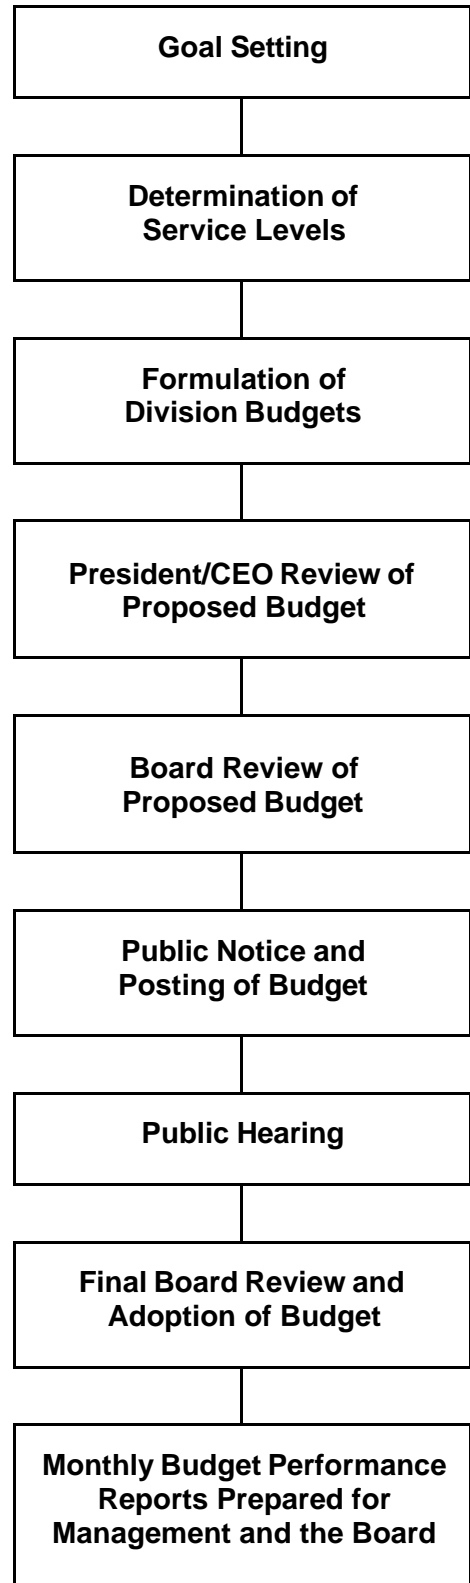 Goal Setting
Determination of
Service Levels
Formulation of
Division Budgets
President/CEO Review of
Proposed Budget
Board Review of
Proposed Budget
Public Notice and
Posting of Budget
Public Hearing
Final Board Review and
Adoption of Budget
Monthly Budget Performance
Reports Prepared for
Management and the Board